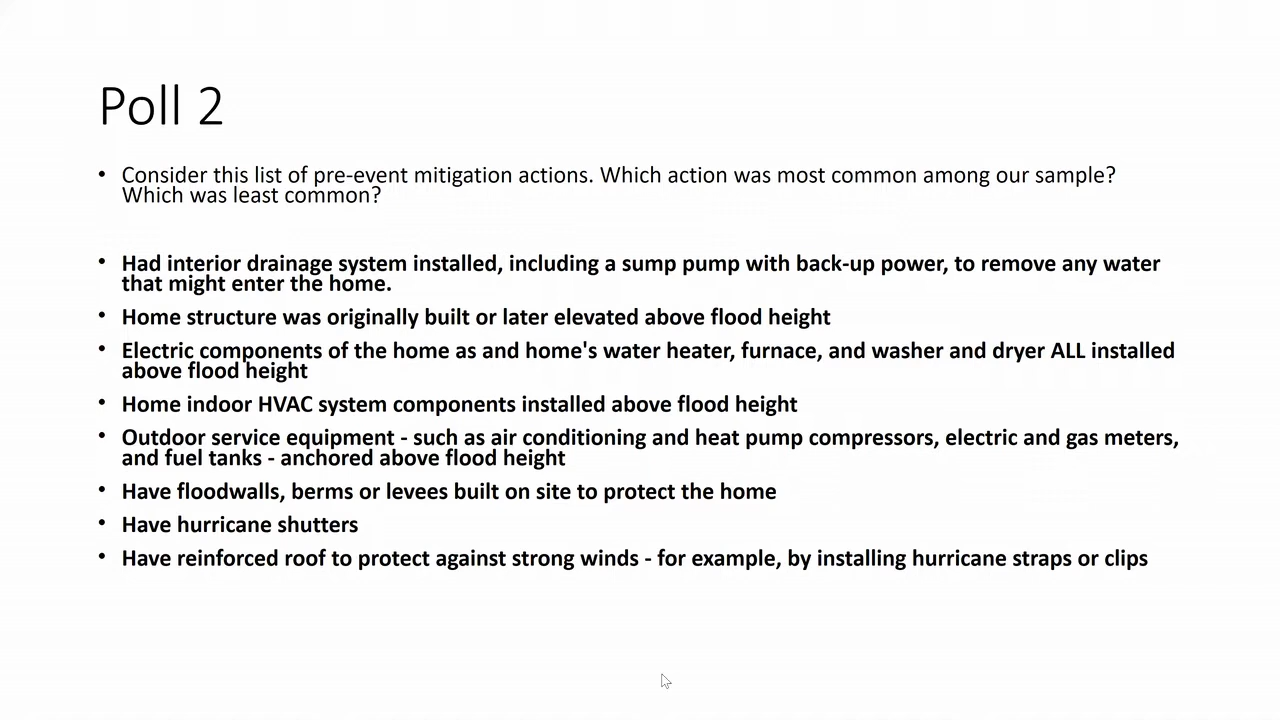 Poll 2
• Consider this list of pre-event mitigation actions. Which action was most common among our sample?
Which was least common?
• Had interior drainage system installed, including a sump pump with back-up power, to remove any water
that might enter the home.
• Home structure was originally built or later elevated above flood height
• Electric components of the home as and home's water heater, furnace, and washer and dryer ALL installed
above flood height
• Home indoor HVAC system components installed above flood height
• Outdoor service equipment - such as air conditioning and heat pump compressors, electric and gas meters,
and fuel tanks - anchored above flood height
• Have floodwalls, berms or levees built on site to protect the home
• Have hurricane shutters
• Have reinforced roof to protect against strong winds - for example, by installing hurricane straps or clips